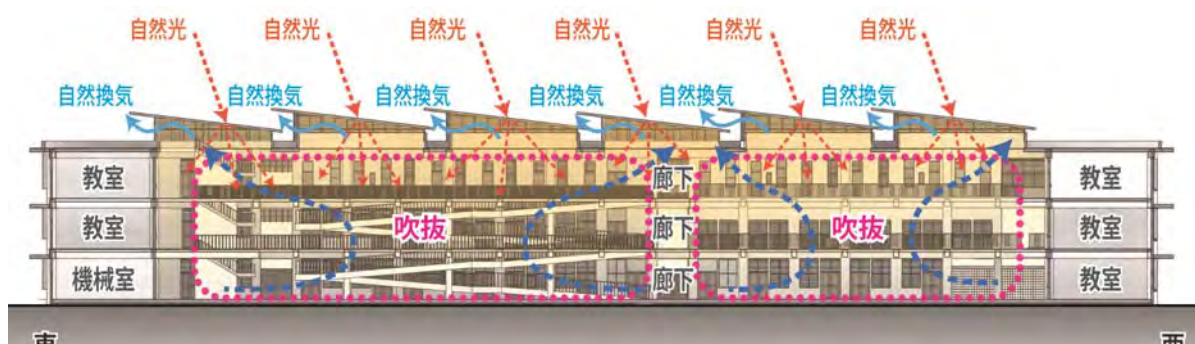 自然光 自然光 自然光 自然光 自然光 自然光
自然換気 自然換気 自然換気 自然換気 自然換気 自然換気
教室 廊下 教室
教室 吹抜 廊下 吹抜 教室
機械室 廊下 教室
東 西